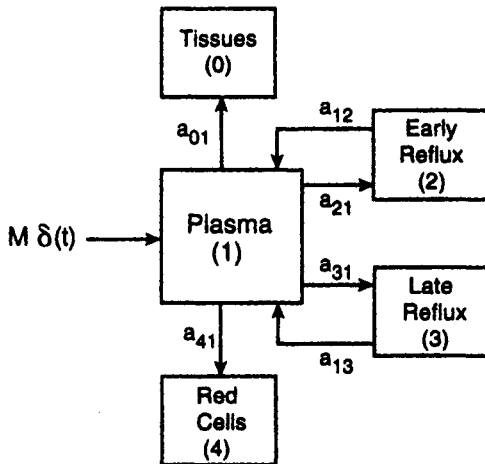 Tissues
(0)
a01
a12
Early
Reflux
(2)
a21
M δ(t)
Plasma
(1)
a31
Late
Reflux
(3)
a13
a41
Red
Cells
(4)